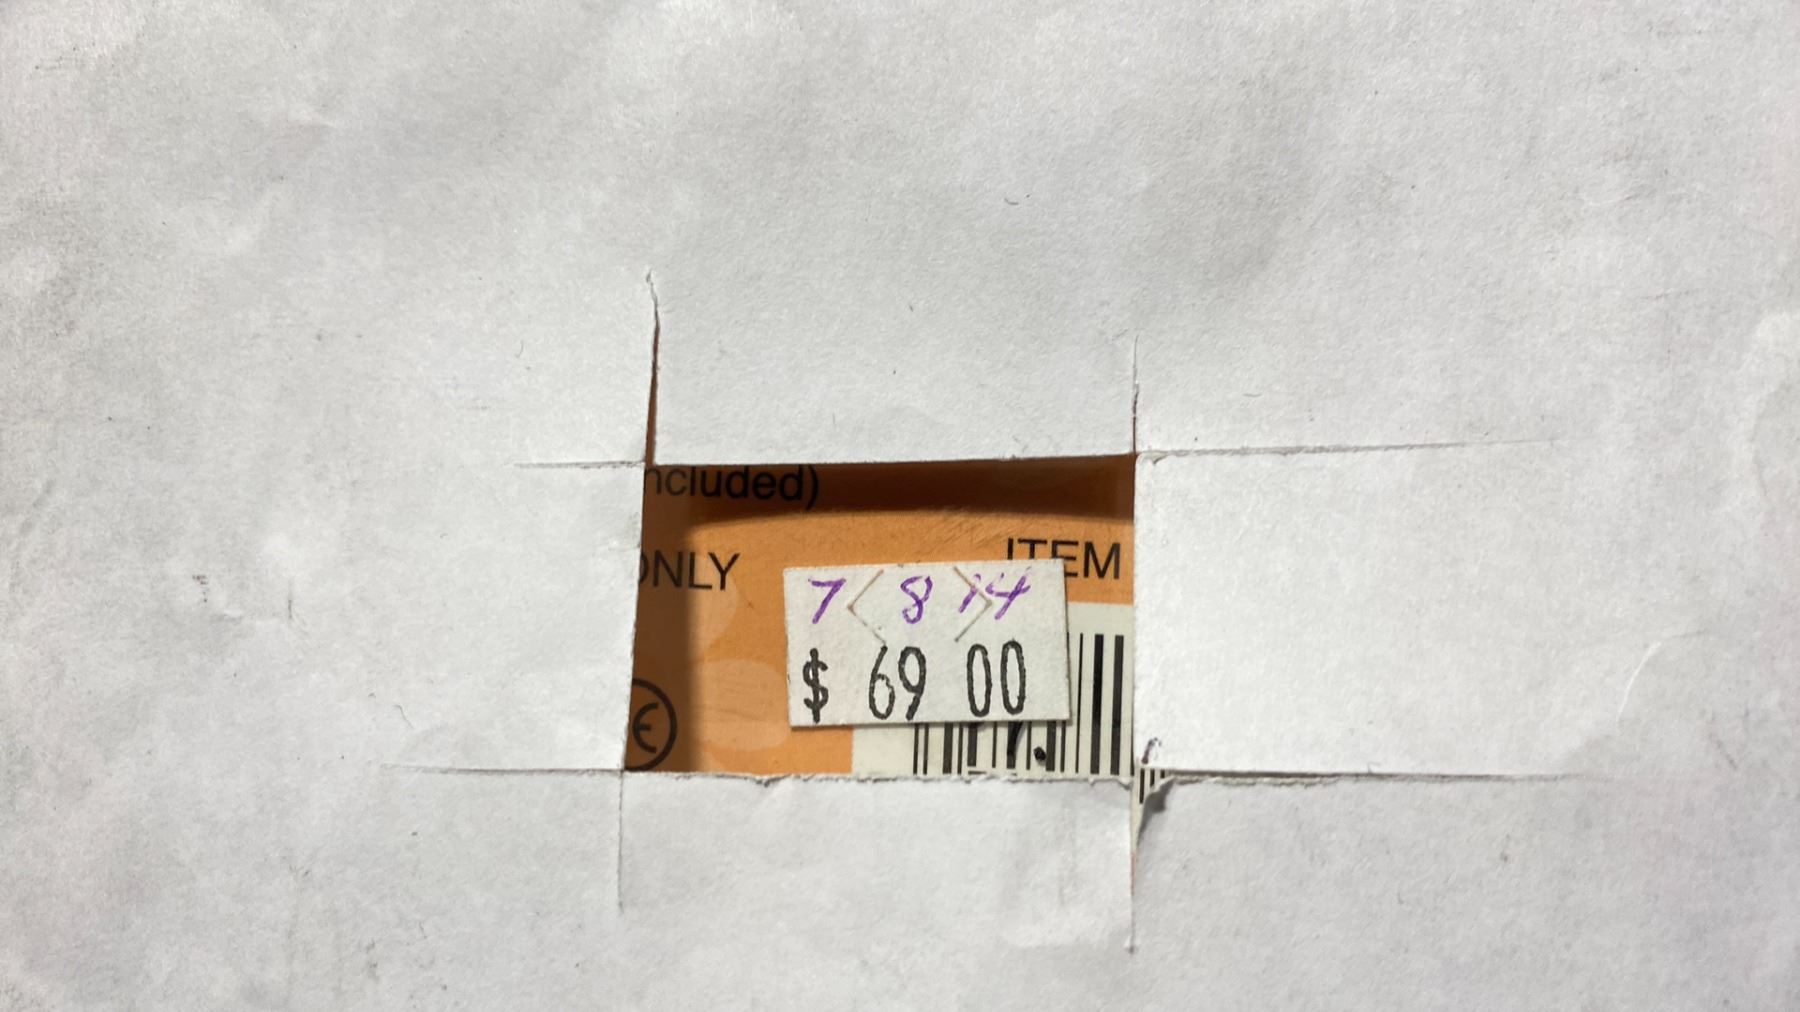 ncluded)
ONLY
ITEM
7 8 14
$ 69 00